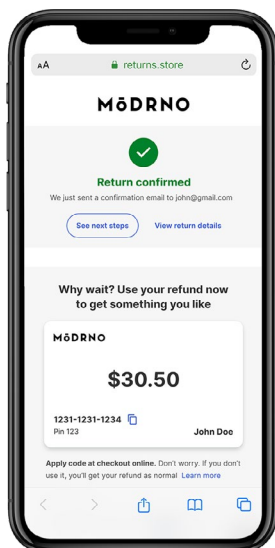 AA returns.store
MōDRNO
Return confirmed
We just sent a confirmation email to john@gmail.com
See next steps View return details
Why wait? Use your refund now
to get something you like
MōDRNO
$30.50
1231-1231-1234
Pin 123 John Doe
Apply code at checkout online. Don't worry. If you don't
use it, you'll get your refund as normal Learn more